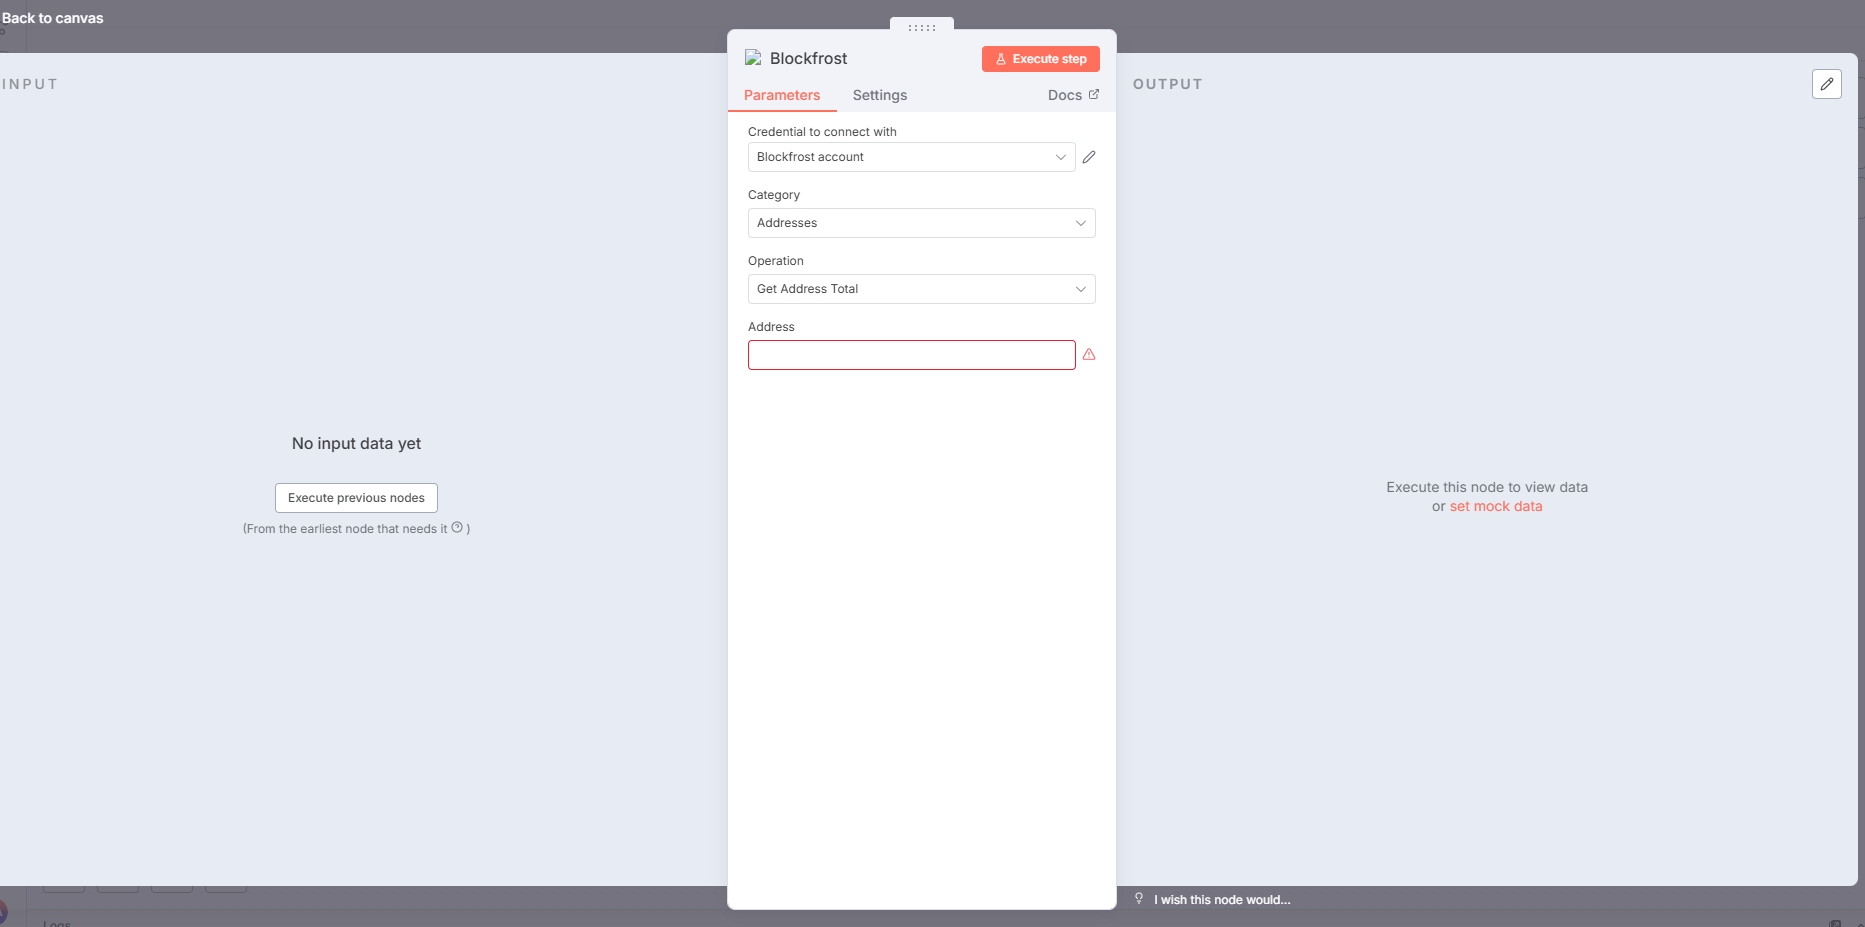 Back to canvas
INPUT
No input data yet
Execute previous nodes
(From the earliest node that needs it ? )
Blockfrost
Execute step
Parameters
Settings
Docs
Credential to connect with
Blockfrost account
Category
Addresses
Operation
Get Address Total
Address
OUTPUT
Execute this node to view data
or set mock data
I wish this node would...
Logs